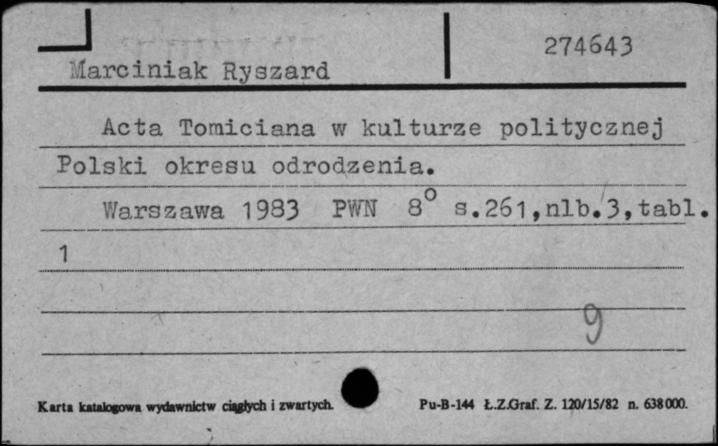 274643
Marciniak Ryszard
Acta Tomiciana w kulturze politycznej
Polski okresu odrodzenia.
Warszawa 1983 PWN 8° s.261,nlb.3,tabl.
1
9
Karta katalogowa wydawnictw ciągłych i zwartych.
Pu-B-144 Ł.Z.Graf. Z. 120/15/82 n. 638000.